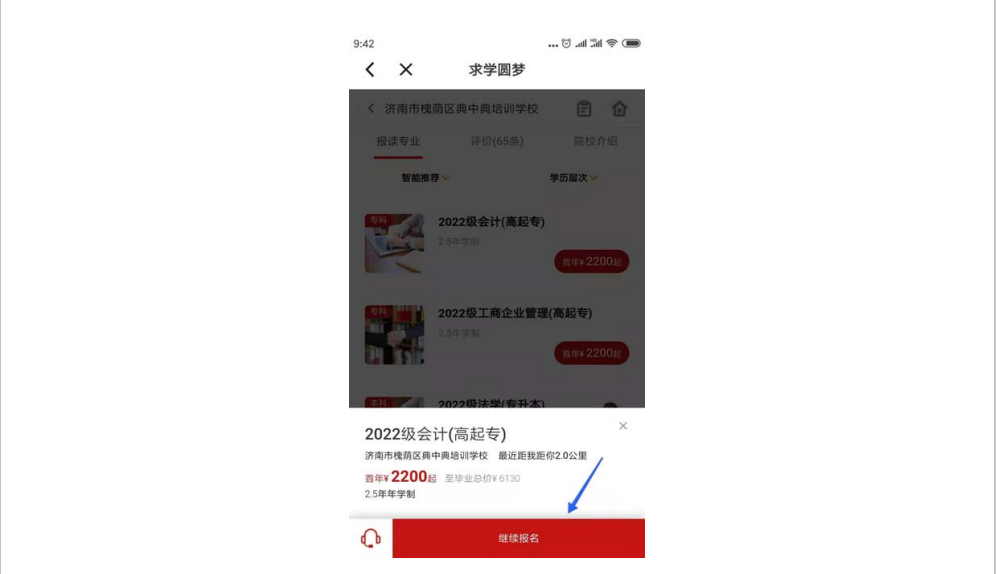 9:42
求学圆梦
济南市槐荫区典中典培训学校
报读专业 评价(65条) 院校介绍
智能推荐 学历层次
专科
2022级会计(高起专)
2.5年学制
首年¥2200起
专科
2022级工商企业管理(高起专)
2.5年学制
首年¥2200起
本科
2022级法学(专升本)
2022级会计(高起专)
济南市槐荫区典中典培训学校 最近距我距你2.0公里
首年¥2200起 至毕业总价¥6130
2.5年年学制
继续报名